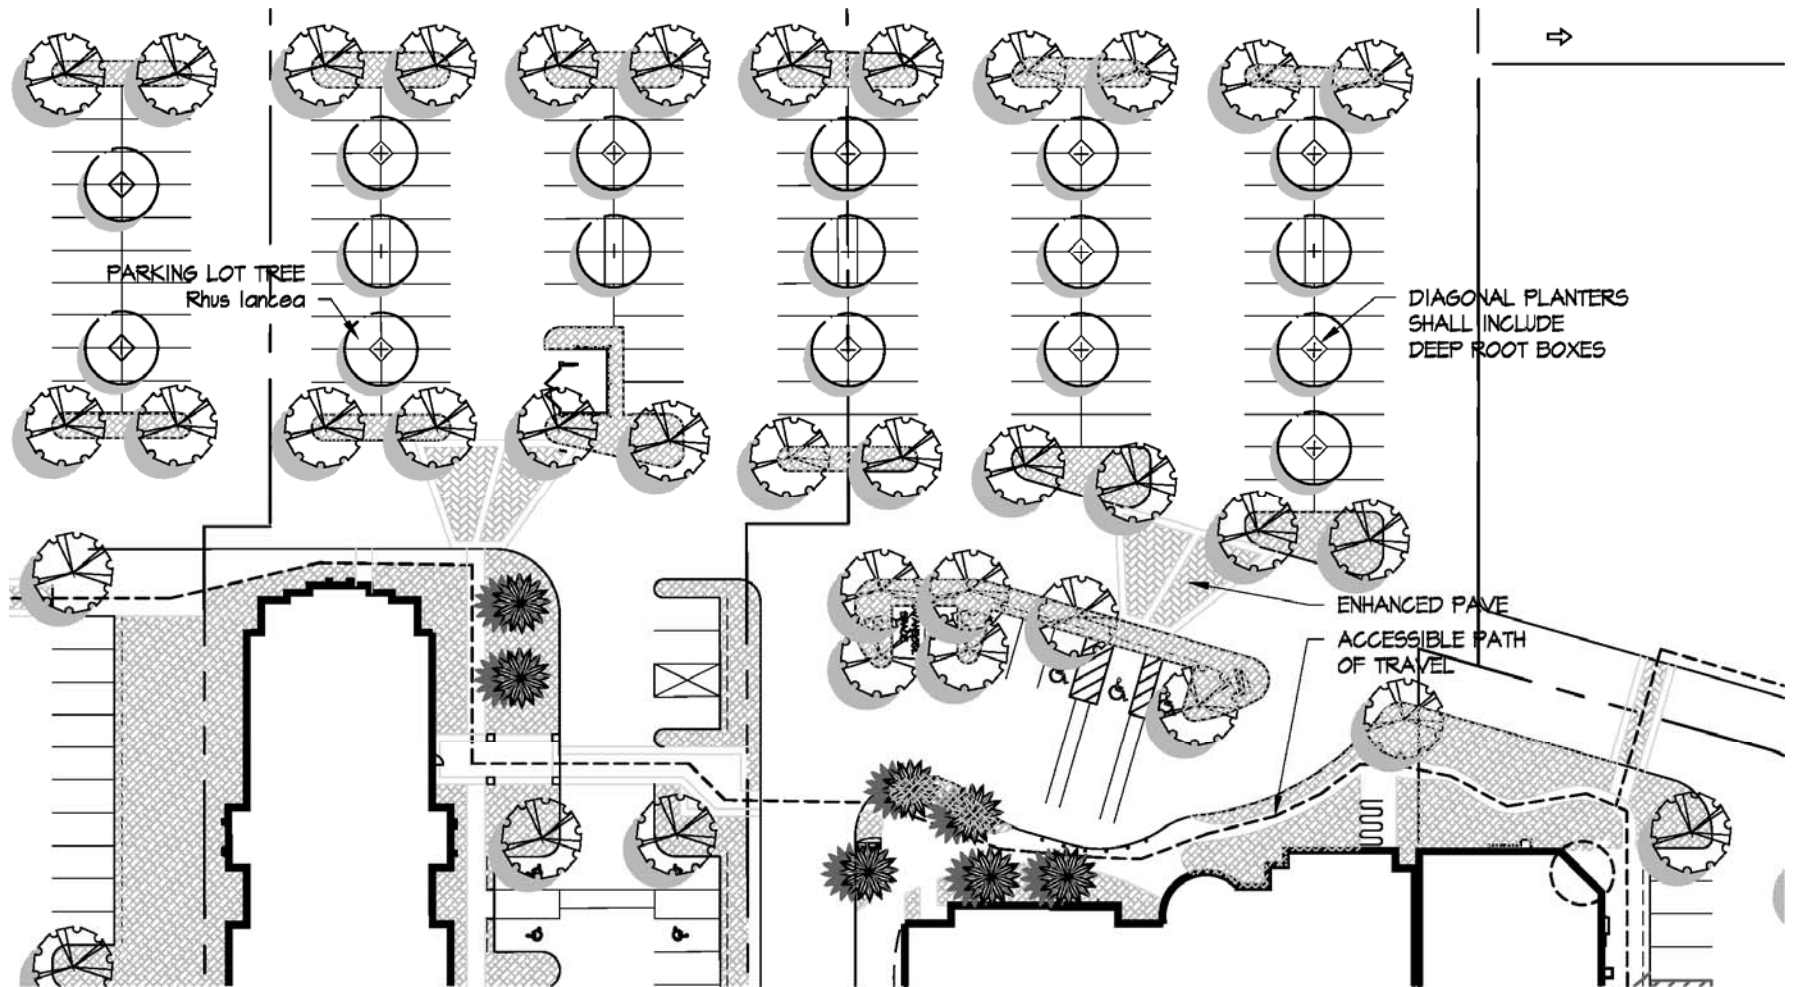 PARKING LOT TREE
Rhus lancea
DIAGONAL PLANTERS
SHALL INCLUDE
DEEP ROOT BOXES
ENHANCED PAVE
ACCESSIBLE PATH
OF TRAVEL